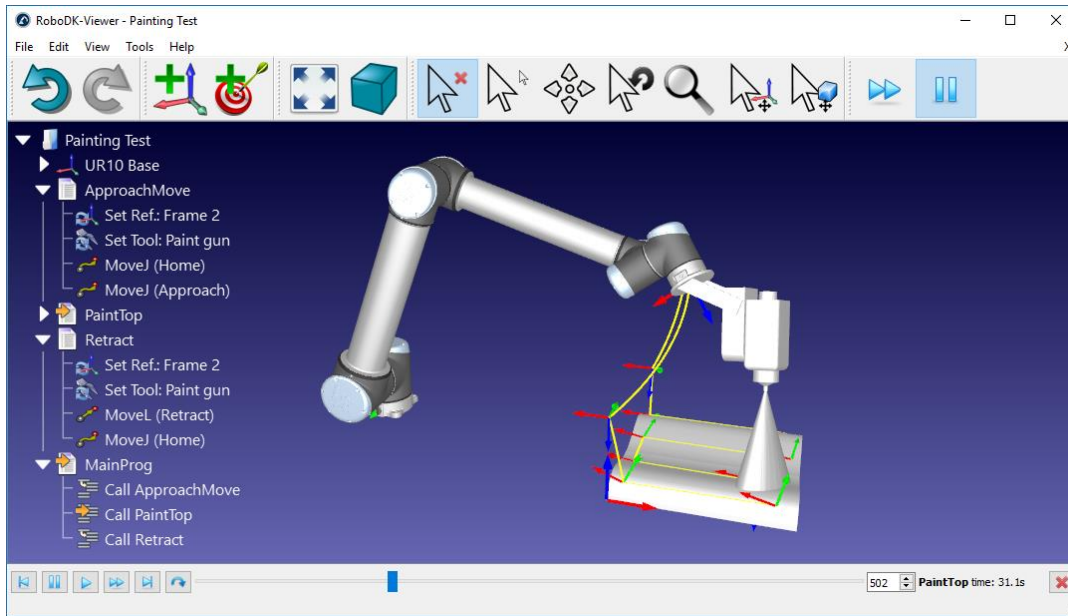 RoboDK-Viewer - Painting Test
File Edit View Tools Help
Painting Test
UR10 Base
ApproachMove
Set Ref.: Frame 2
Set Tool: Paint gun
MoveJ (Home)
MoveJ (Approach)
PaintTop
Retract
Set Ref.: Frame 2
Set Tool: Paint gun
MoveL (Retract)
MoveJ (Home)
MainProg
Call ApproachMove
Call PaintTop
Call Retract
502 PaintTop time: 31.1s